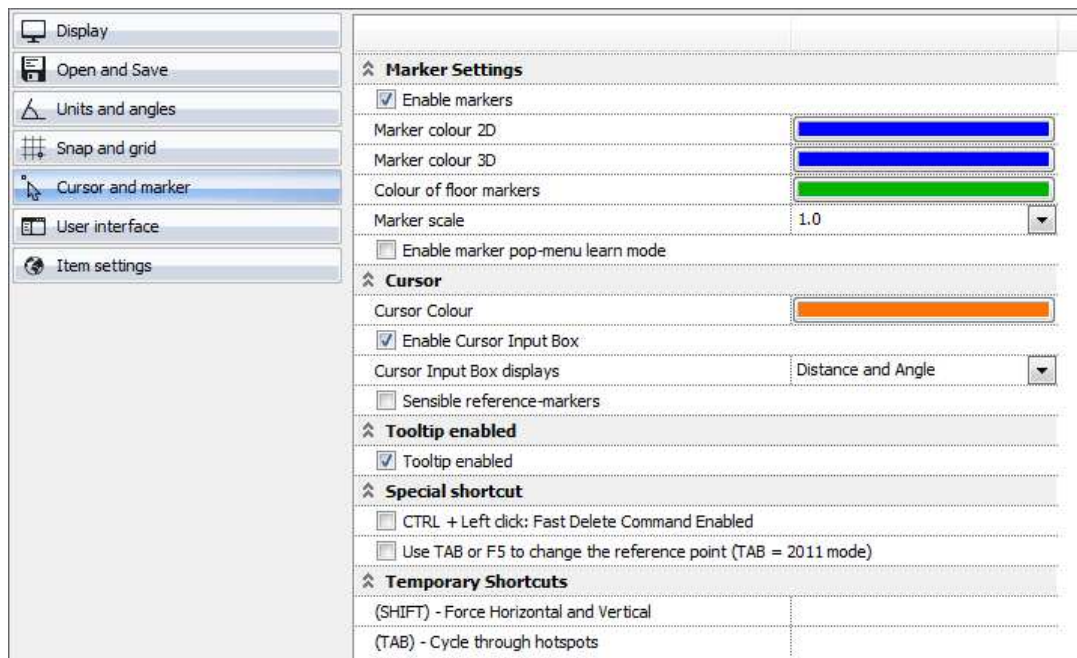 Display
Open and Save
Units and angles
Snap and grid
Cursor and marker
User interface
Item settings
Marker Settings
Enable markers
Marker colour 2D
Marker colour 3D
Colour of floor markers
Marker scale 1.0
Enable marker pop-menu learn mode
Cursor
Cursor Colour
Enable Cursor Input Box
Cursor Input Box displays Distance and Angle
Sensible reference-markers
Tooltip enabled
Tooltip enabled
Special shortcut
CTRL + Left click: Fast Delete Command Enabled
Use TAB or F5 to change the reference point (TAB = 2011 mode)
Temporary Shortcuts
(SHIFT) - Force Horizontal and Vertical
(TAB) - Cycle through hotspots